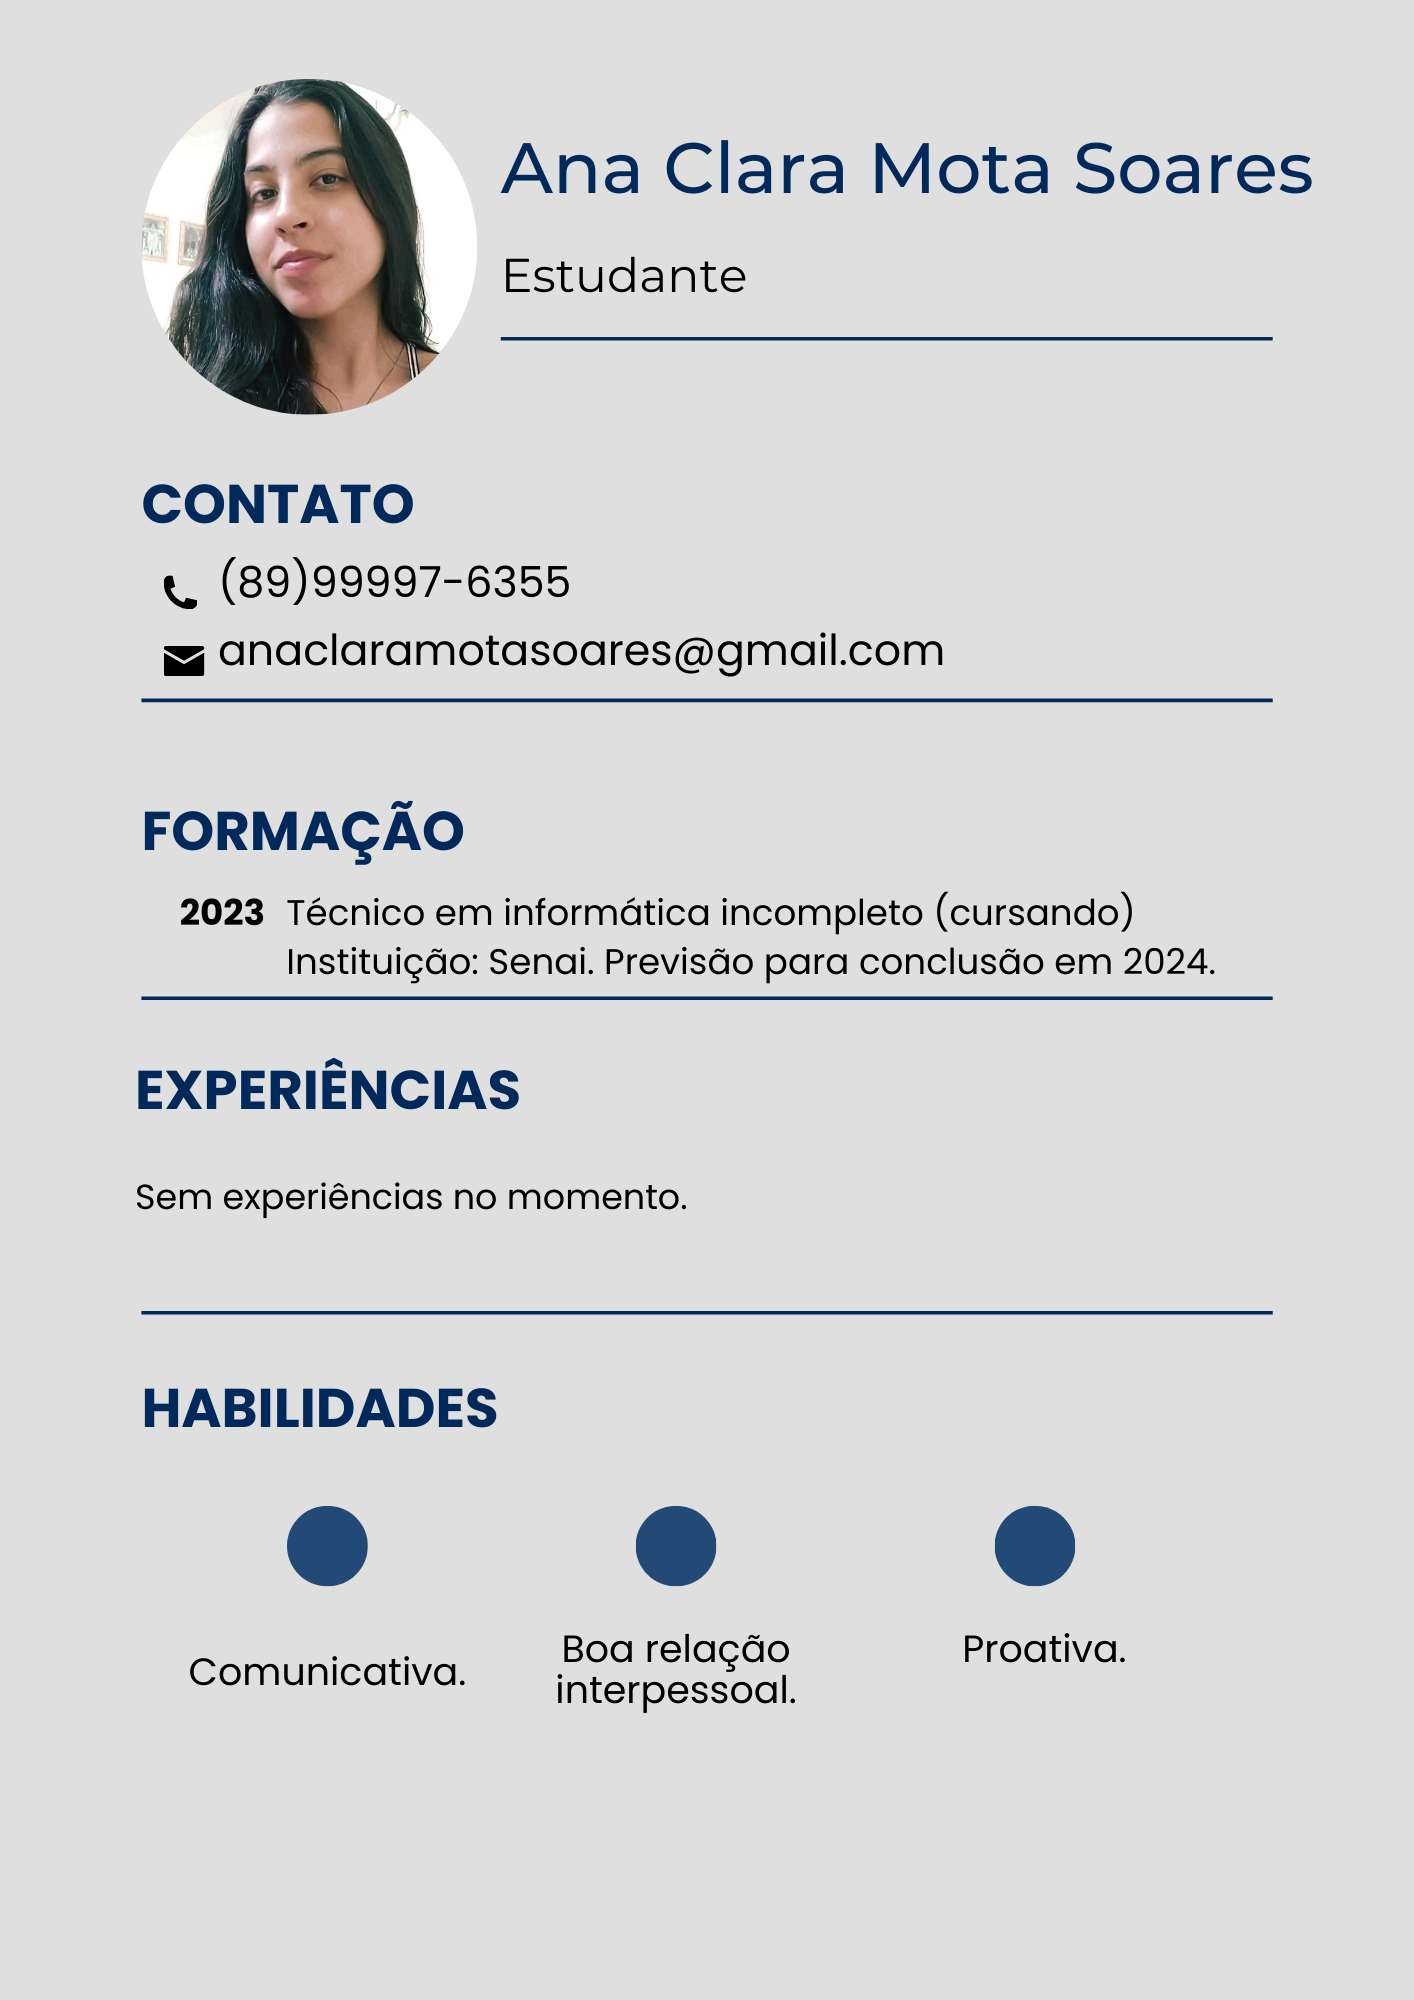 Ana Clara Mota Soares
Estudante
CONTATO
(89)99997-6355
anaclaramotasoares@gmail.com
FORMAÇÃO
2023 Técnico em informática incompleto (cursando)
Instituição: Senai. Previsão para conclusão em 2024.
EXPERIÊNCIAS
Sem experiências no momento.
HABILIDADES
Comunicativa.
Boa relação
interpessoal.
Proativa.